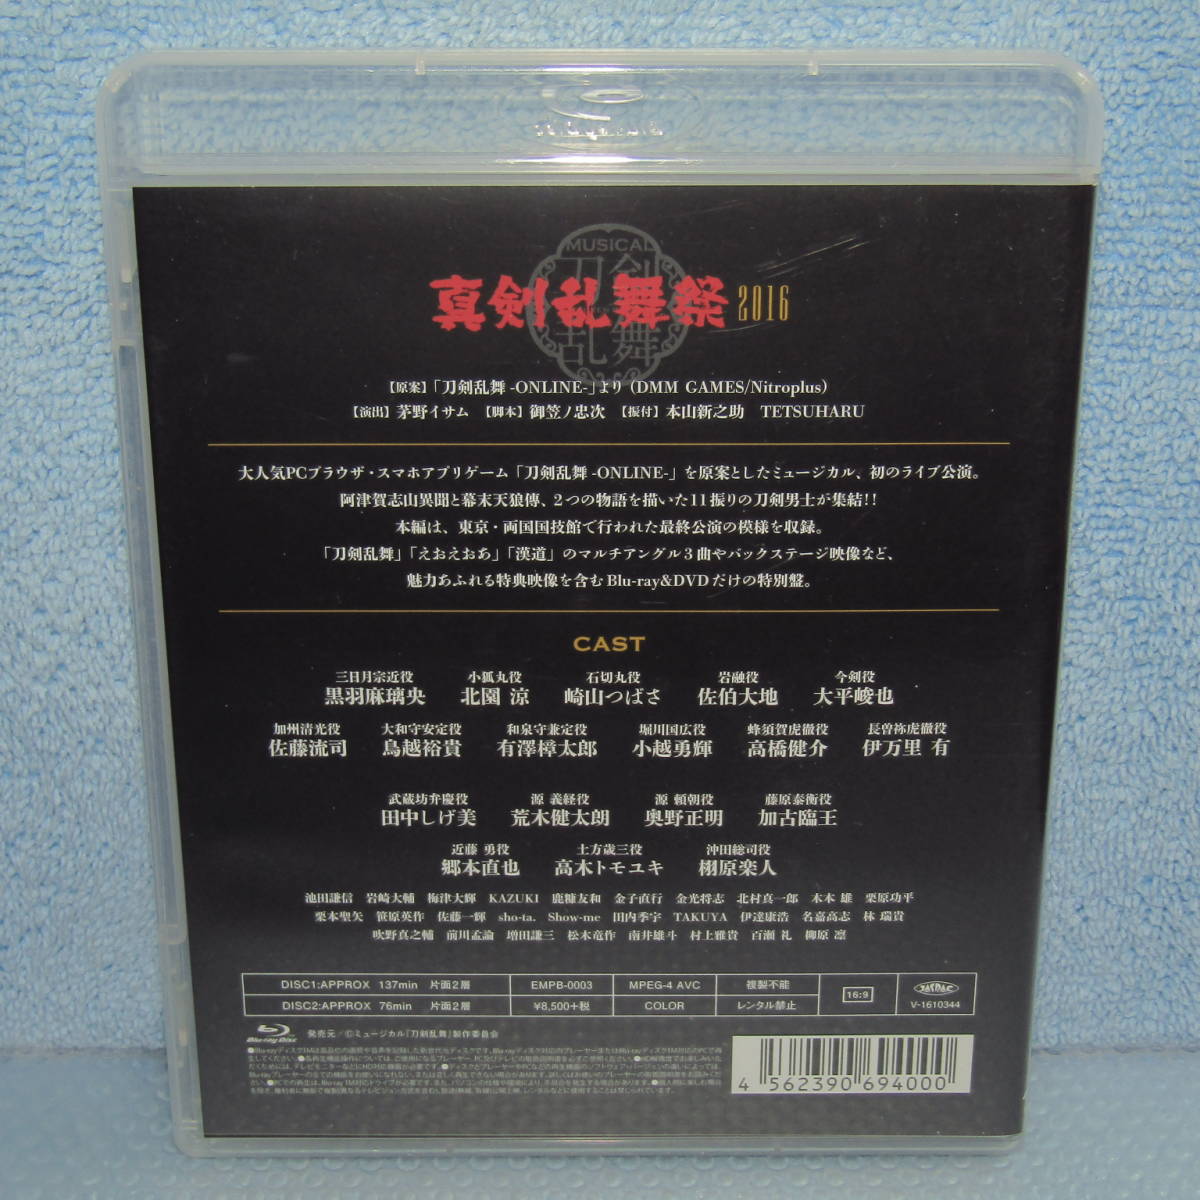 MUSICAL
刀剣乱舞
真剣乱舞祭 2016
【原案】「刀剣乱舞 -ONLINE-」より (DMM GAMES/Nitroplus)
【演出】茅野イサム 【脚本】御笠ノ忠次 【振付】本山新之助 TETSUHARU
大人気PCブラウザ・スマホアプリゲーム「刀剣乱舞 -ONLINE-」を原案としたミュージカル、初のライブ公演。
阿津賀志山異聞と幕末天狼傳、2つの物語を描いた11振りの刀剣男士が集結!!
本編は、東京・両国国技館で行われた最終公演の模様を収録。
「刀剣乱舞」「えおえおあ」「漢道」のマルチアングル3曲やバックステージ映像など、
魅力あふれる特典映像を含むBlu-ray&DVDだけの特別盤。
CAST
三日月宗近役 小狐丸役 石切丸役 岩融役 今剣役
黒羽麻璃央 北園 涼 崎山つばさ 佐伯大地 大平峻也
加州清光役 大和守安定役 和泉守兼定役 堀川国広役 蜂須賀虎徹役 長曽祢虎徹役
佐藤流司 鳥越裕貴 有澤樟太郎 小越勇輝 高橋健介 伊万里 有
武蔵坊弁慶役 源 義経役 源 頼朝役 藤原泰衡役
田中しげ美 荒木健太朗 奥野正明 加古臨王
近藤 勇役 土方歳三役 沖田総司役
郷本直也 高木トモユキ 栩原楽人
池田謙信 岩崎大輔 梅津大輝 KAZUKI 鹿糠友和 金子直行 金光将志 北村真一郎 木本 雄 栗原功平
栗本聖矢 笹原英作 佐藤一輝 sho-ta. Show-me 田内季宇 TAKUYA 伊達康浩 名嘉高志 林 瑞貴
吹野真之輔 前川孟論 増田謙三 松本竜作 南井雄斗 村上雅貴 百瀬 礼 柳原 凛
DISC1:APPROX 137min 片面2層 EMPB-0003 MPEG-4 AVC 複製不能
DISC2:APPROX 76min 片面2層 ¥8,500+税 COLOR レンタル禁止
16:9
V-1610344
Blu-ray Disc 発売元/©ミュージカル『刀剣乱舞』製作委員会
4 562390 694000